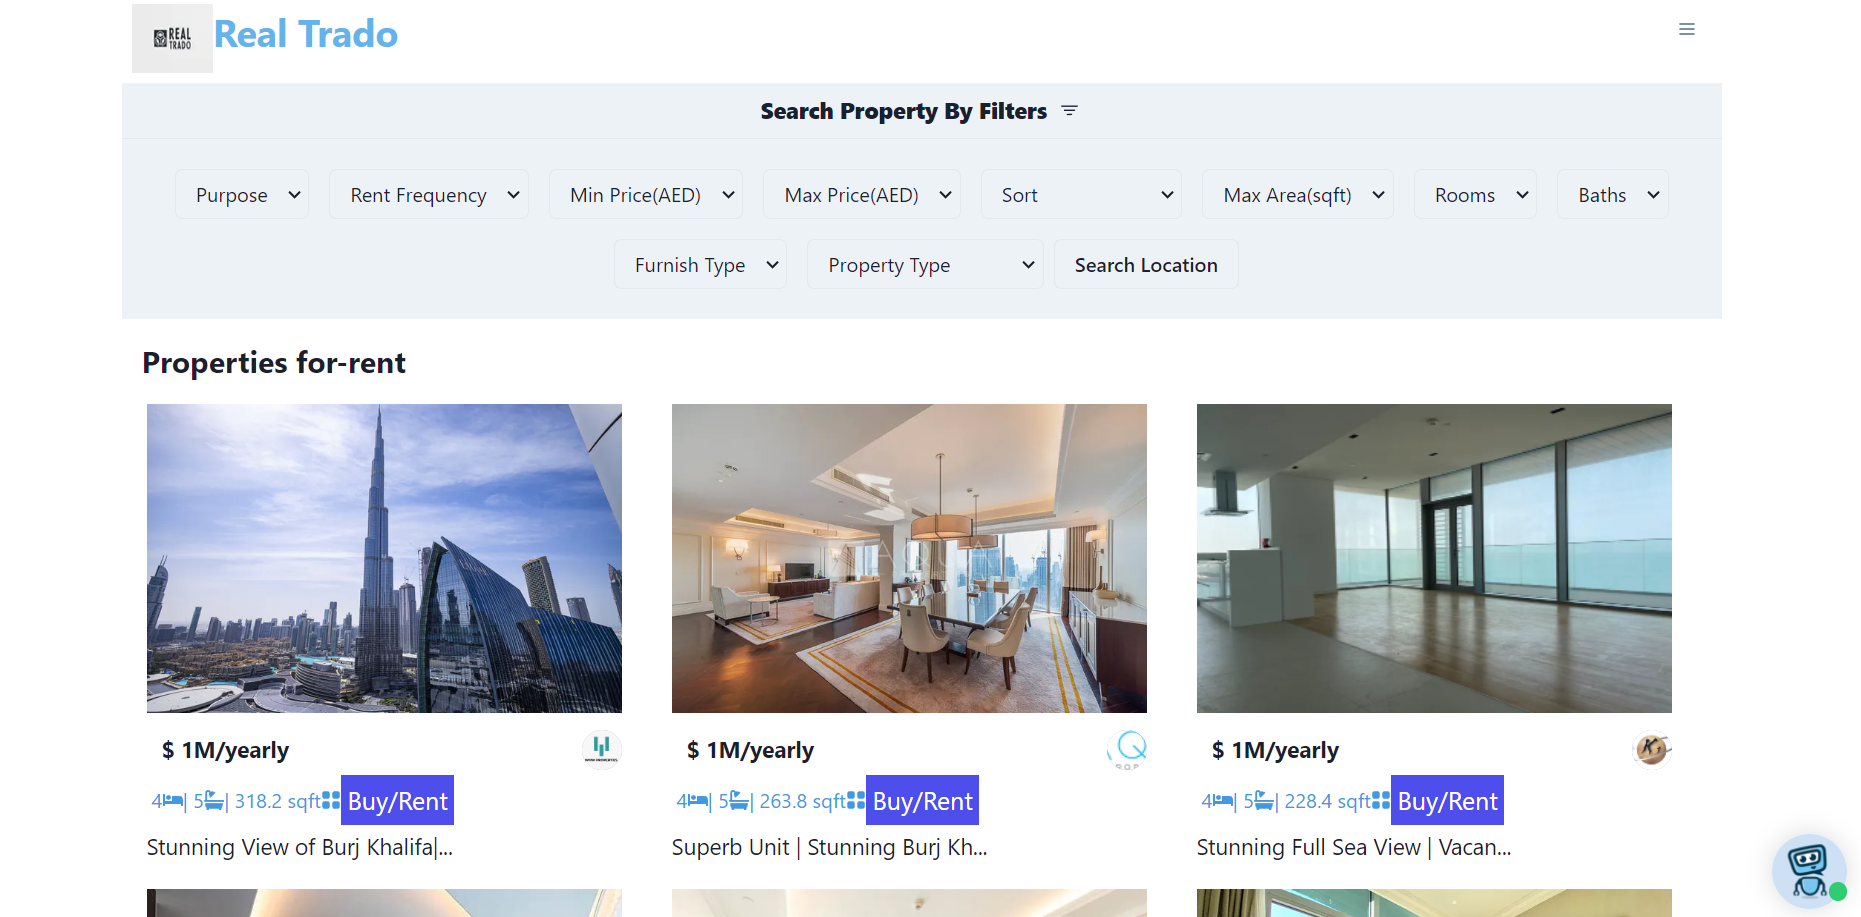 REAL TRADO
Real Trado
Search Property By Filters
Purpose Rent Frequency Min Price(AED) Max Price(AED) Sort Max Area(sqft) Rooms Baths
Furnish Type Property Type Search Location
Properties for-rent
AQUA
$ 1M/yearly
4| 5| 318.2 sqft Buy/Rent
Stunning View of Burj Khalifa|...
$ 1M/yearly
4| 5| 263.8 sqft Buy/Rent
Superb Unit | Stunning Burj Kh...
$ 1M/yearly
4| 5| 228.4 sqft Buy/Rent
Stunning Full Sea View | Vacan...